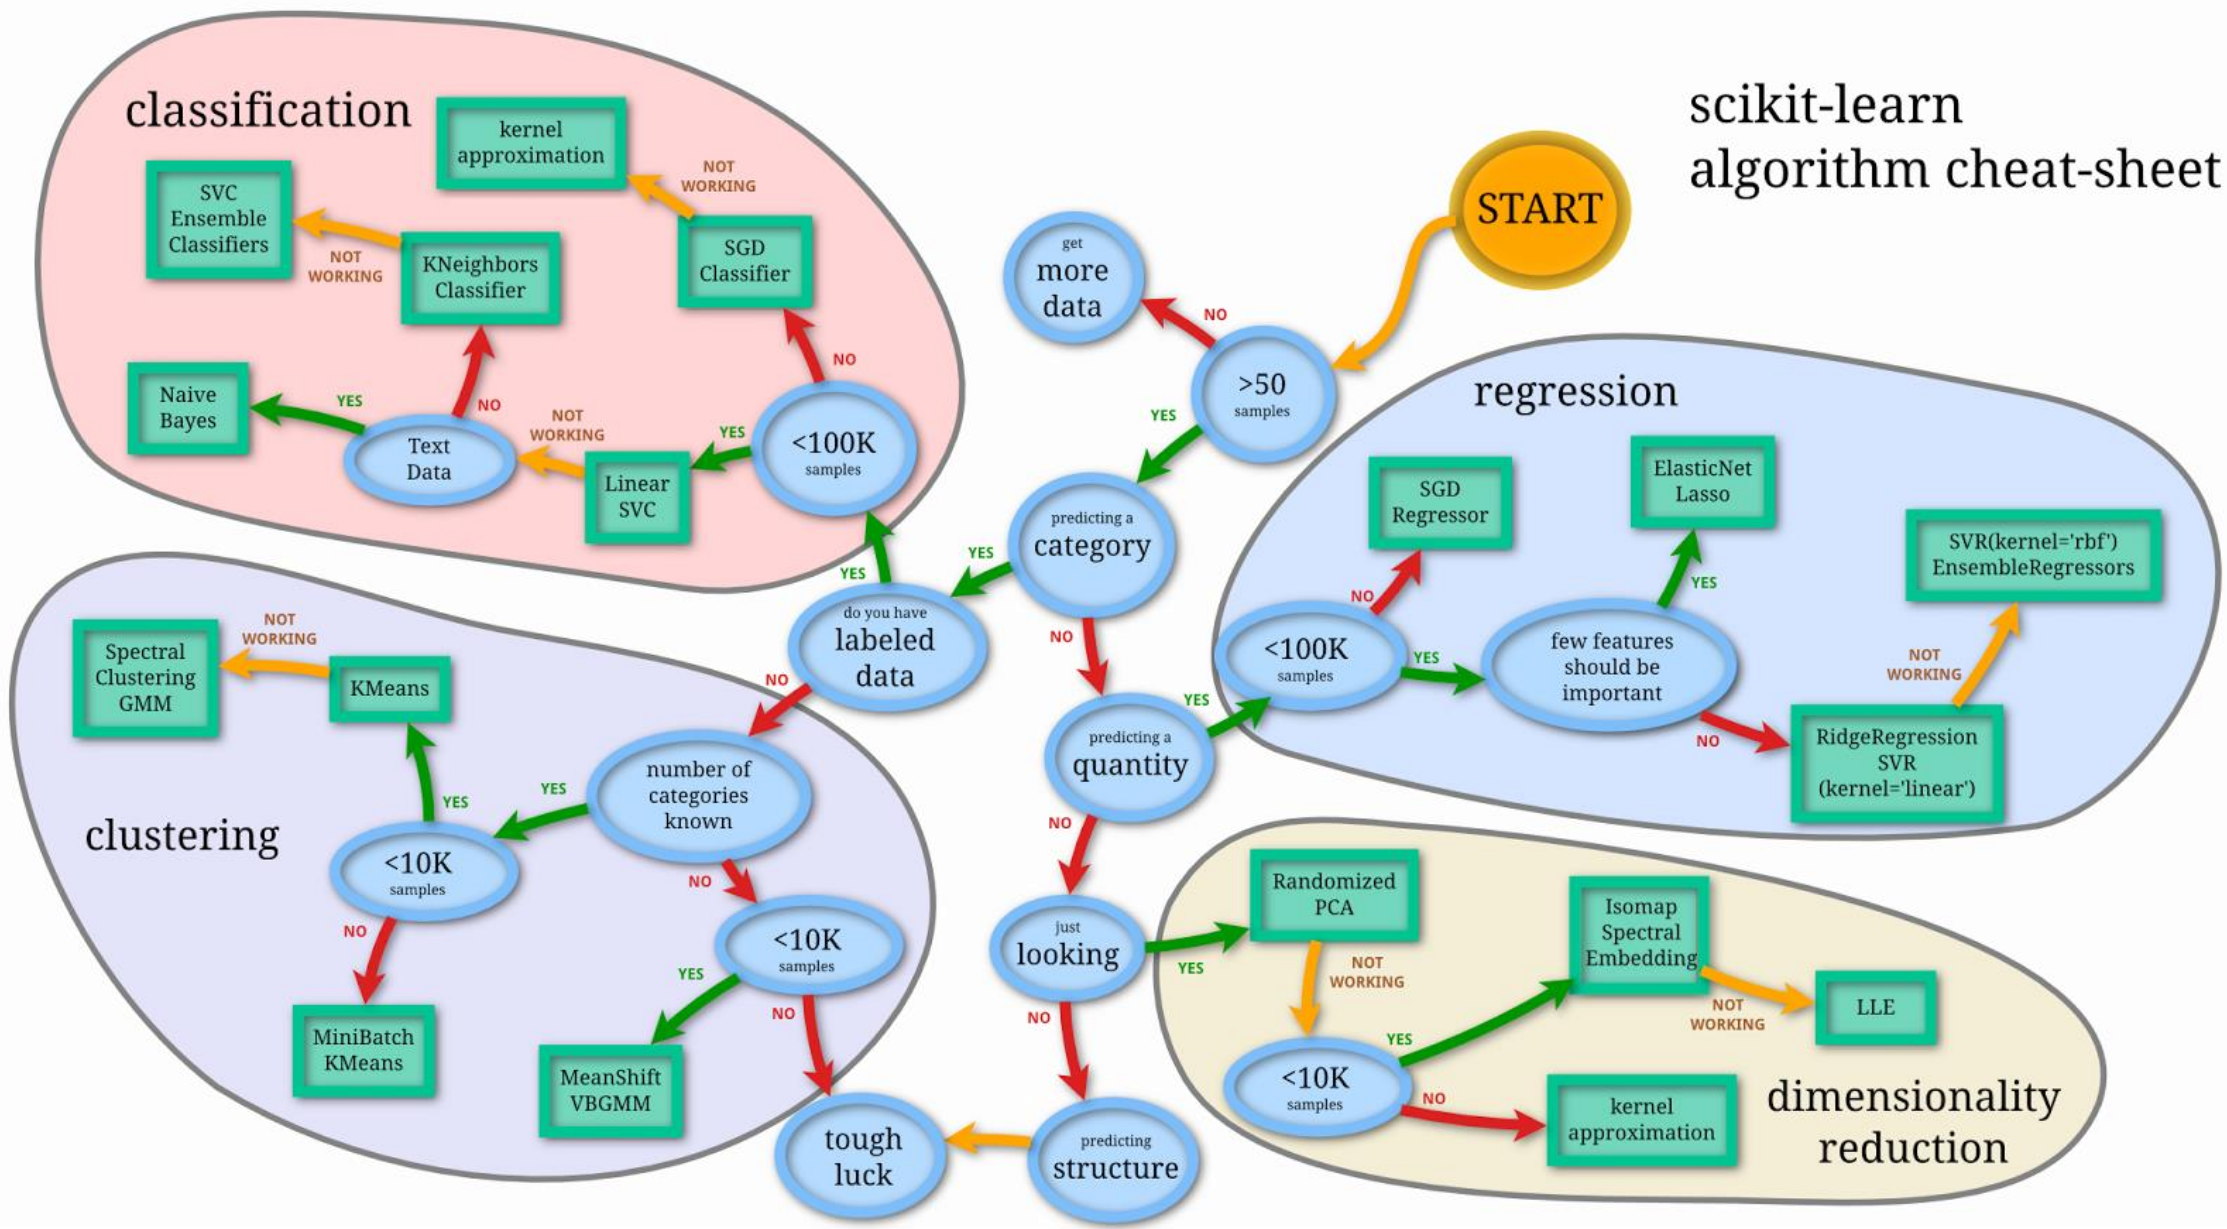 scikit-learn
algorithm cheat-sheet
START
>50
samples
NO
get
more
data
YES
predicting a
category
YES
do you have
labeled
data
YES
NO
NO
predicting a
quantity
YES
NO
just
looking
YES
NO
predicting
structure
tough
luck
classification
kernel
approximation
NOT
WORKING
SGD
Classifier
NO
<100K
samples
YES
Linear
SVC
NOT
WORKING
Text
Data
YES
Naive
Bayes
NO
KNeighbors
Classifier
NOT
WORKING
SVC
Ensemble
Classifiers
clustering
number of
categories
known
YES
<10K
samples
YES
KMeans
NOT
WORKING
Spectral
Clustering
GMM
NO
MiniBatch
KMeans
NO
<10K
samples
YES
MeanShift
VBGMM
NO
regression
<100K
samples
NO
SGD
Regressor
YES
few features
should be
important
YES
ElasticNet
Lasso
NO
RidgeRegression
SVR
(kernel='linear')
NOT
WORKING
SVR(kernel='rbf')
EnsembleRegressors
dimensionality
reduction
Randomized
PCA
NOT
WORKING
<10K
samples
YES
Isomap
Spectral
Embedding
NOT
WORKING
LLE
NO
kernel
approximation